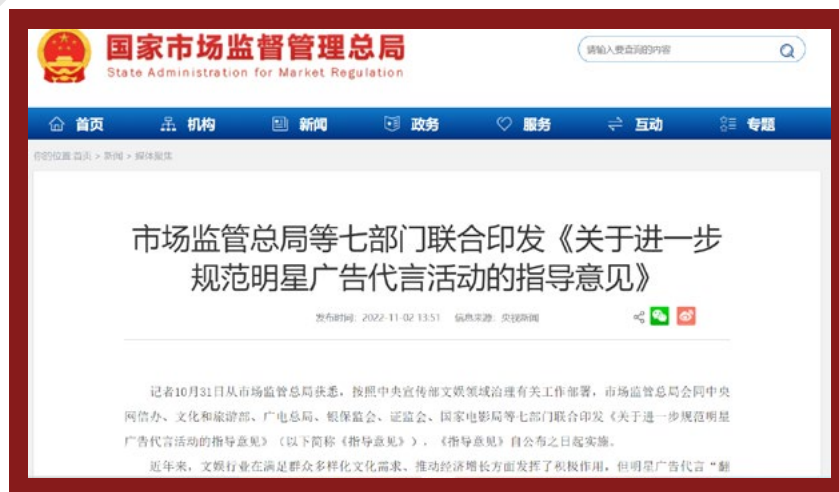 国家市场监督管理总局
State Administration for Market Regulation
请输入要查询的内容
首页 机构 新闻 政务 服务 互动 专题
你的位置:首页 > 新闻 > 媒体聚焦
市场监管总局等七部门联合印发《关于进一步
规范明星广告代言活动的指导意见》
发布时间: 2022-11-02 13:51 信息来源: 央视新闻
记者10月31日从市场监管总局获悉,按照中央宣传部文娱领域治理有关工作部署,市场监管总局会同中央
网信办、文化和旅游部、广电总局、银保监会、证监会、国家电影局等七部门联合印发《关于进一步规范明星
广告代言活动的指导意见》(以下简称《指导意见》),《指导意见》自公布之日起实施。
近年来,文娱行业在满足群众多样化文化需求、推动经济增长方面发挥了积极作用,但明星广告代言“翻